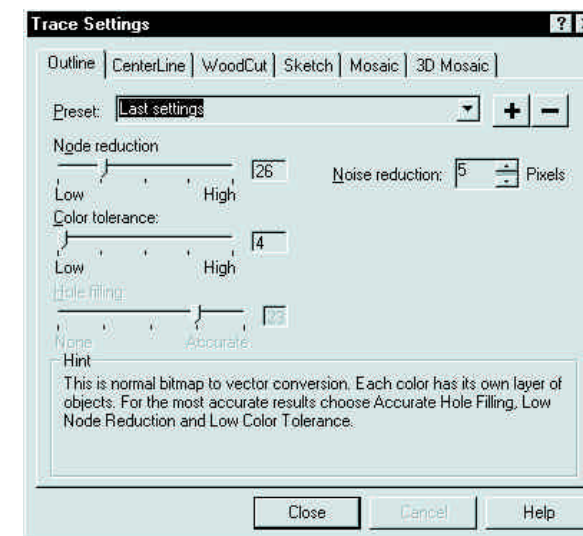 Trace Settings
?
Outline CenterLine WoodCut Sketch Mosaic 3D Mosaic
Preset: Last settings + −
Node reduction
26
Noise reduction: 5 Pixels
Low High
Color tolerance:
4
Low High
Hole filling:
23
None Accurate
Hint
This is normal bitmap to vector conversion. Each color has its own layer of
objects. For the most accurate results choose Accurate Hole Filling, Low
Node Reduction and Low Color Tolerance.
Close Cancel Help